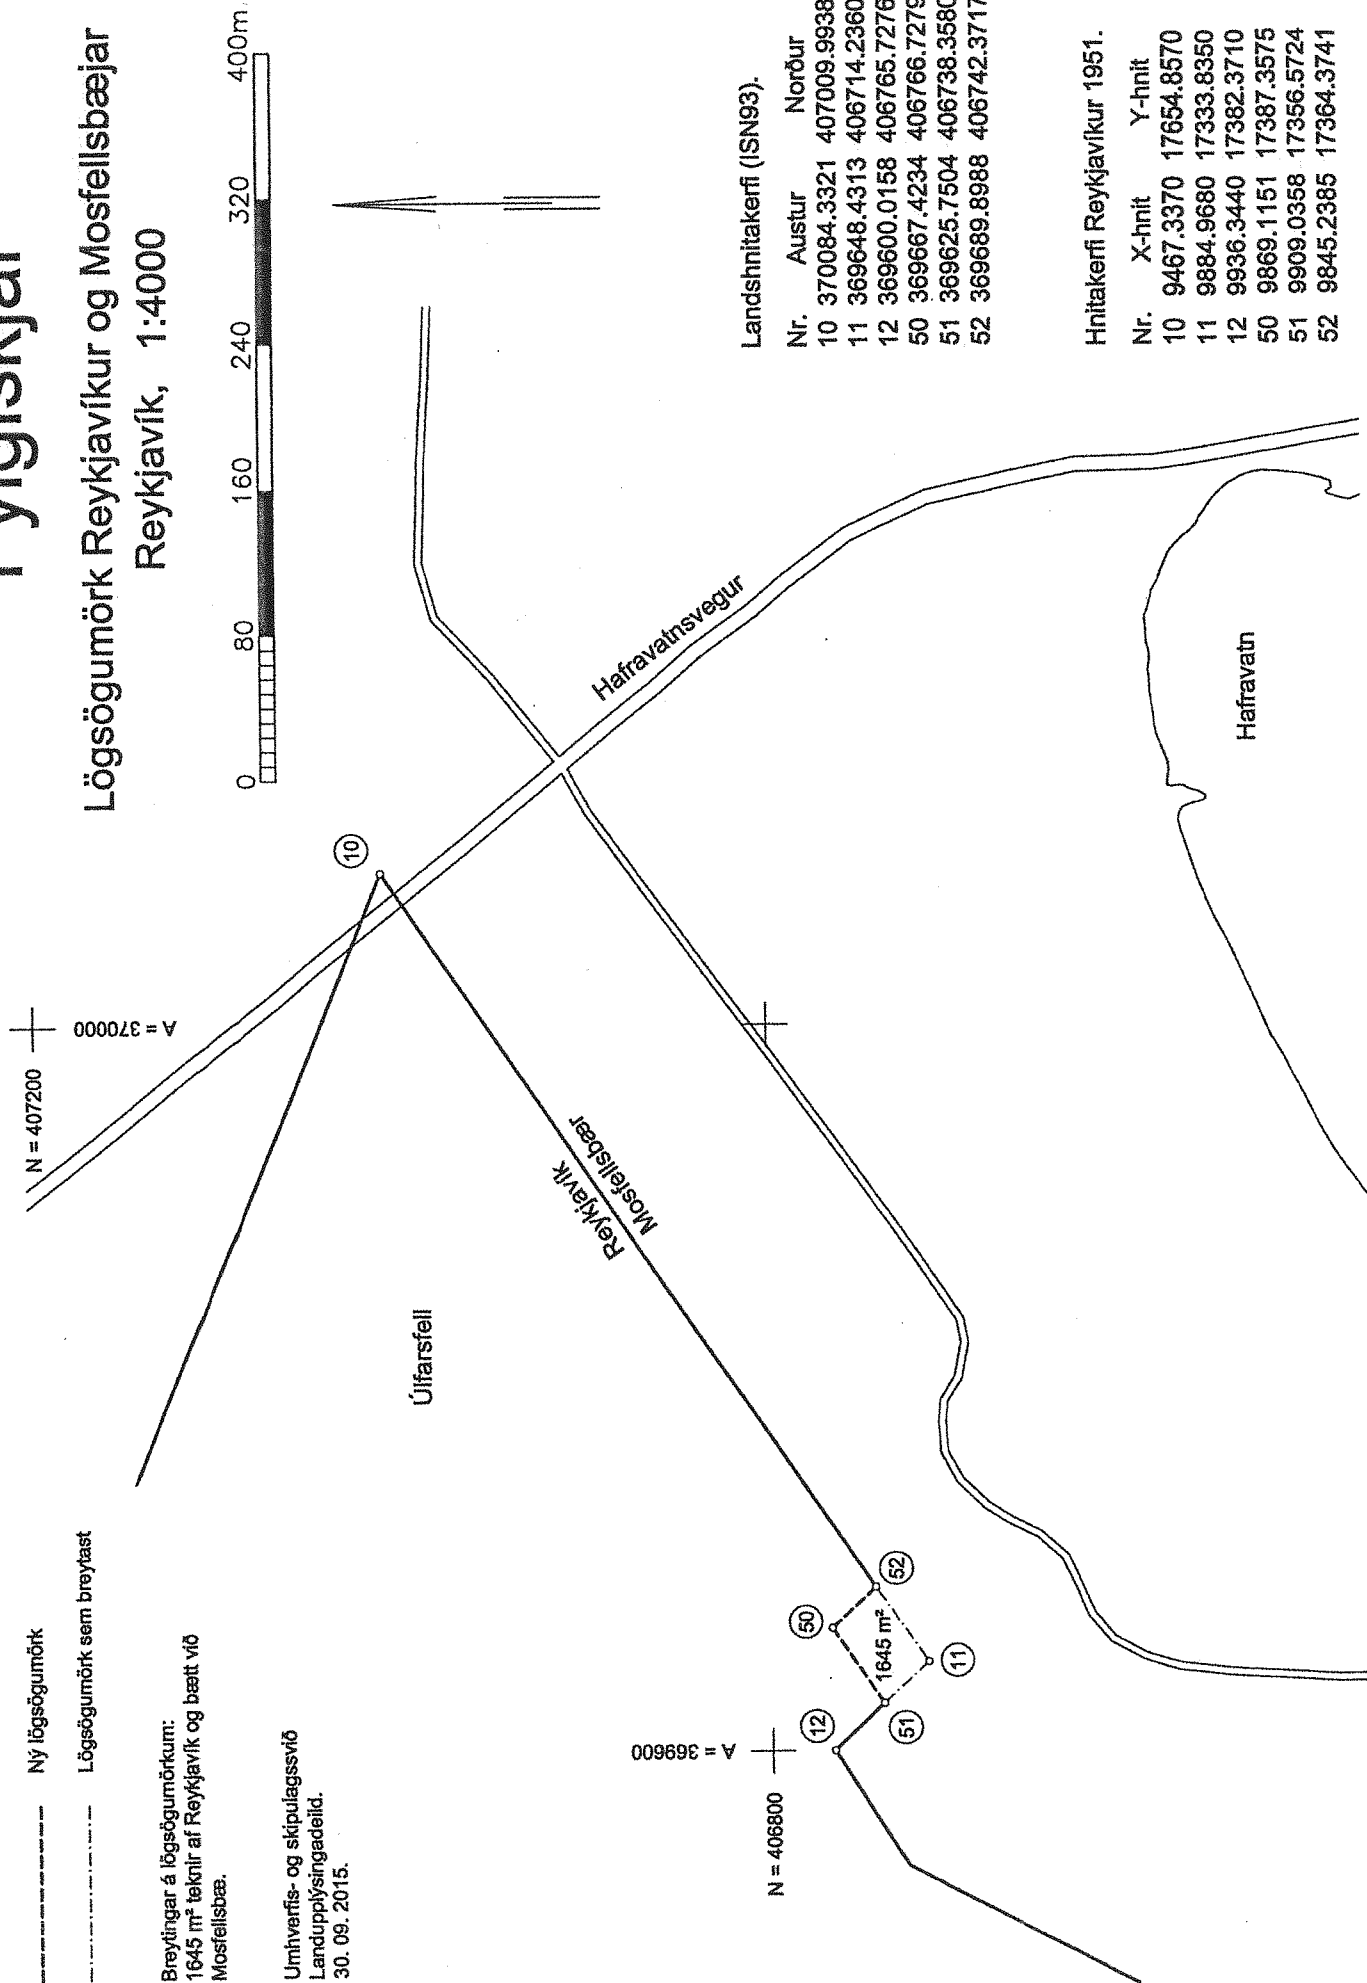 Fylgiskjal
Lögsögumörk Reykjavíkur og Mosfellsbæjar
Reykjavík, 1:4000
0 80 160 240 320 400m
Ný lögsögumörk
Lögsögumörk sem breytast
Breytingar á lögsögumörkum:
1645 m² teknir af Reykjavík og bætt við
Mosfellsbæ.
Umhverfis- og skipulagssvið
Landupplýsingadeild.
30. 09. 2015.
N = 407200
A = 370000
10
Hafravatnsvegur
Úlfarsfell
Reykjavík
Mosfellsbær
Hafravatn
N = 406800
A = 369600
12
51
50
52
11
1645 m²
Landshnitakerfi (ISN93).
Nr. Austur Norður
10 370084.3321 407009.9938
11 369648.4313 406714.2360
12 369600.0158 406765.7276
50 369667.4234 406766.7279
51 369625.7504 406738.3580
52 369689.8988 406742.3717
Hnitakerfi Reykjavíkur 1951.
Nr. X-hnit Y-hnit
10 9467.3370 17654.8570
11 9884.9680 17333.8350
12 9936.3440 17382.3710
50 9869.1151 17387.3575
51 9909.0358 17356.5724
52 9845.2385 17364.3741